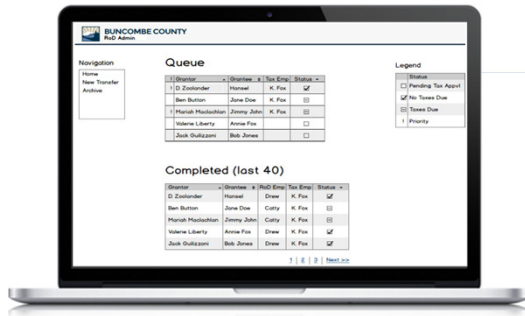 BUNCOMBE COUNTY
RoD Admin
Navigation
Home
New Transfer
Archive
Queue
! Grantor Grantee Tax Emp Status
! D Zoolander Hansel K. Fox
Ben Button Jane Doe K. Fox
! Mariah Maclachlan Jimmy John K. Fox
Valerie Liberty Annie Fox
Jack Gulizzoni Bob Jones
Legend
Status
Pending Tax Appvl
No Taxes Due
Taxes Due
! Priority
Completed (last 40)
Grantor Grantee RoD Emp Tax Emp Status
D Zoolander Hansel Drew K. Fox
Ben Button Jane Doe Catty K. Fox
Mariah Maclachlan Jimmy John Catty K. Fox
Valerie Liberty Annie Fox Drew K. Fox
Jack Gulizzoni Bob Jones Drew K. Fox
1 | 2 | 3 | Next >>